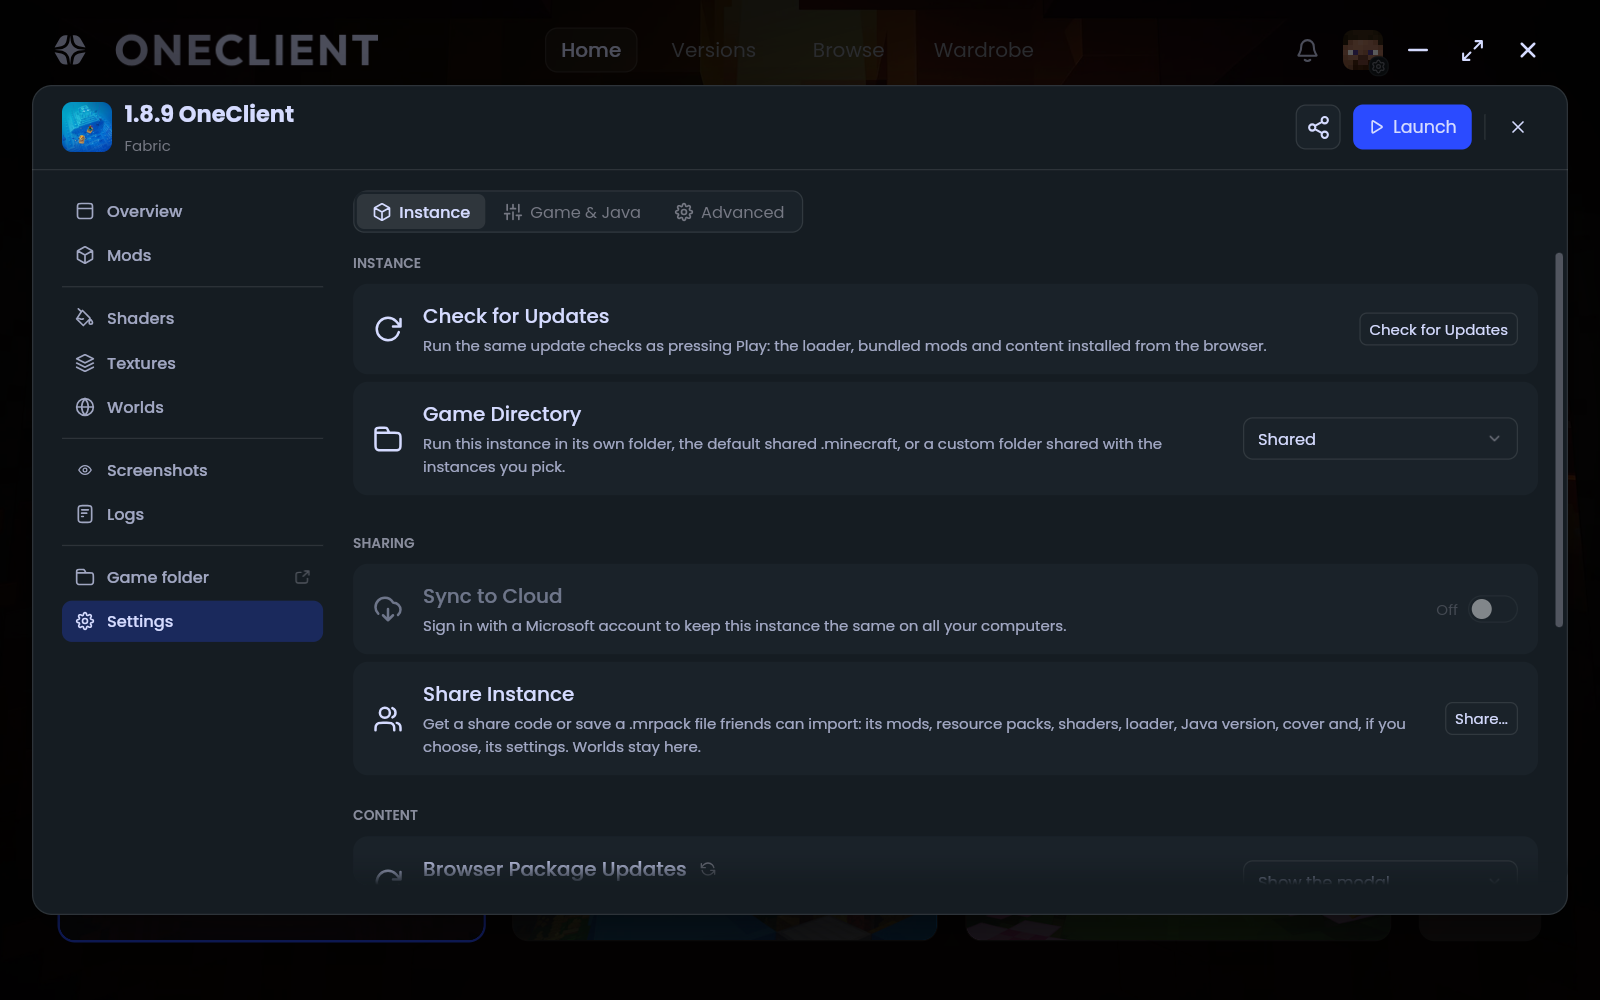 ONECLIENT
Home
Versions
Browse
Wardrobe
1.8.9 OneClient
Fabric
Launch
Overview
Mods
Shaders
Textures
Worlds
Screenshots
Logs
Game folder
Settings
Instance
Game & Java
Advanced
INSTANCE
Check for Updates
Run the same update checks as pressing Play: the loader, bundled mods and content installed from the browser.
Check for Updates
Game Directory
Run this instance in its own folder, the default shared .minecraft, or a custom folder shared with the
instances you pick.
Shared
SHARING
Sync to Cloud
Sign in with a Microsoft account to keep this instance the same on all your computers.
Off
Share Instance
Get a share code or save a .mrpack file friends can import: its mods, resource packs, shaders, loader, Java version, cover and, if you
choose, its settings. Worlds stay here.
Share...
CONTENT
Browser Package Updates
Show the modal